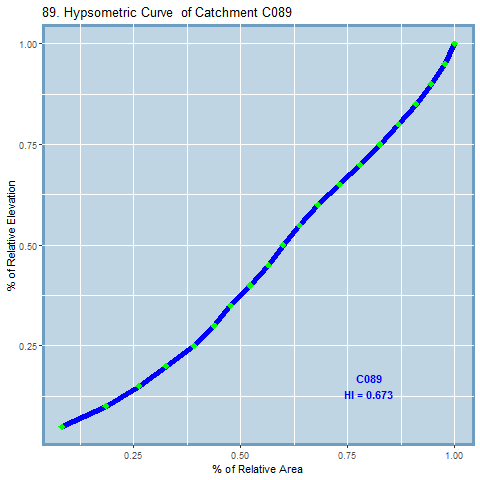 89. Hypsometric Curve  of Catchment C089
1.00
0.75
0.50
0.25
% of Relative Elevation
C089
HI = 0.673
0.25 0.50 0.75 1.00
% of Relative Area